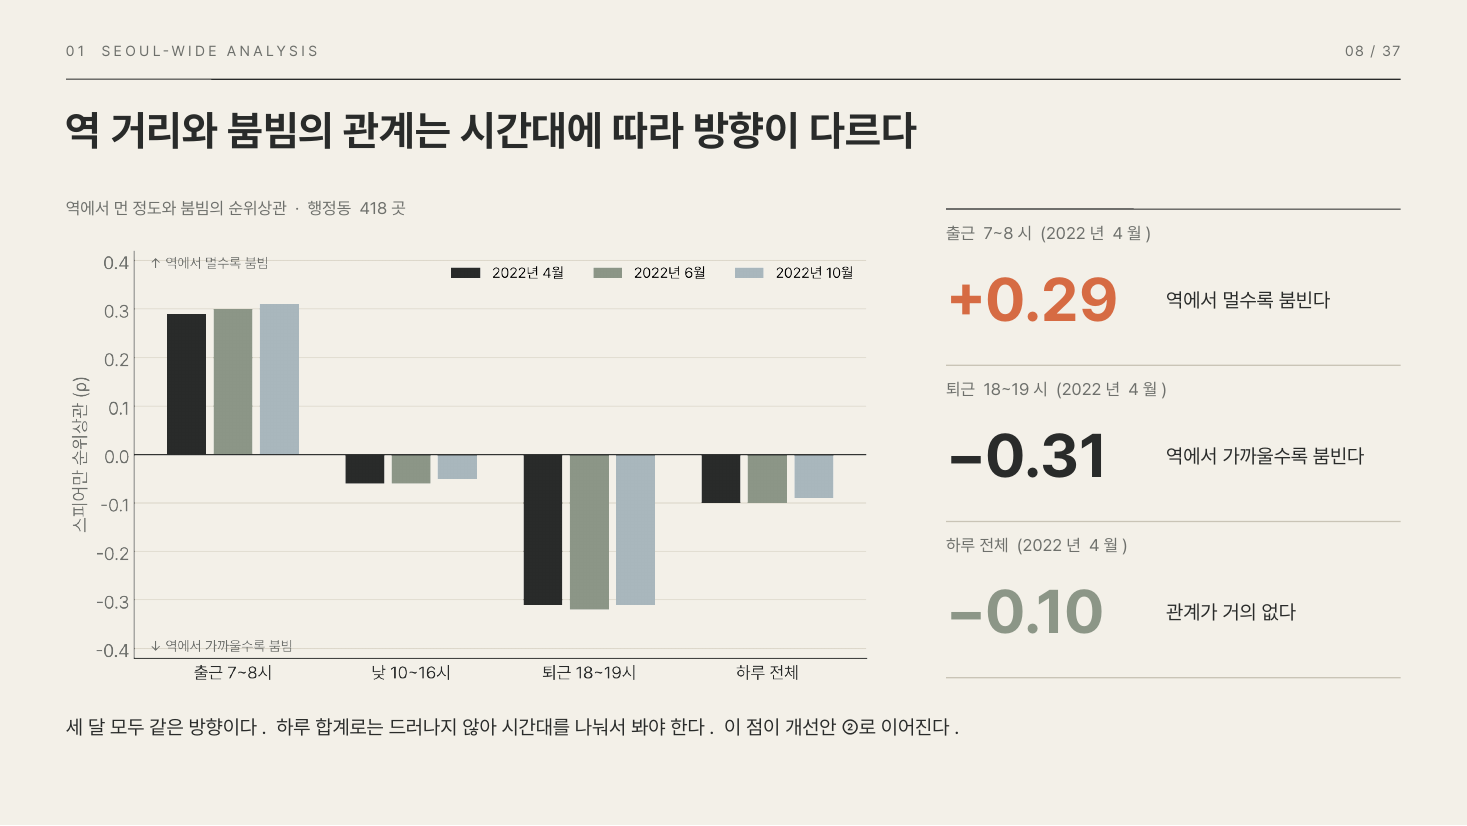 01 SEOUL-WIDE ANALYSIS
08 / 37
역 거리와 붐빔의 관계는 시간대에 따라 방향이 다르다
역에서 먼 정도와 붐빔의 순위상관 · 행정동 418 곳
↑ 역에서 멀수록 붐빔
2022년 4월 2022년 6월 2022년 10월
스피어만 순위상관 (ρ)
0.4
0.3
0.2
0.1
0.0
-0.1
-0.2
-0.3
-0.4
↓ 역에서 가까울수록 붐빔
출근 7~8시 낮 10~16시 퇴근 18~19시 하루 전체
출근 7~8 시 (2022 년 4 월 )
+0.29 역에서 멀수록 붐빈다
퇴근 18~19 시 (2022 년 4 월 )
−0.31 역에서 가까울수록 붐빈다
하루 전체 (2022 년 4 월 )
−0.10 관계가 거의 없다
세 달 모두 같은 방향이다 . 하루 합계로는 드러나지 않아 시간대를 나눠서 봐야 한다 . 이 점이 개선안 ②로 이어진다 .